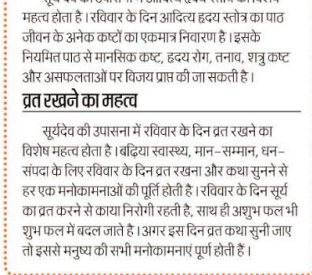 महत्व होता है। रविवार के दिन आदित्य हृदय स्तोत्र का पाठ
जीवन के अनेक कष्टों का एकमात्र निवारण है। इसके
नियमित पाठ से मानसिक कष्ट, हृदय रोग, तनाव, शत्रु कष्ट
और असफलताओं पर विजय प्राप्त की जा सकती है।
व्रत रखने का महत्व
सूर्यदेव की उपासना में रविवार के दिन व्रत रखने का
विशेष महत्व होता है। बढ़िया स्वास्थ्य, मान-सम्मान, धन-
संपदा के लिए रविवार के दिन व्रत रखना और कथा सुनने से
हर एक मनोकामनाओं की पूर्ति होती है। रविवार के दिन सूर्य
का व्रत करने से काया निरोगी रहती है, साथ ही अशुभ फल भी
शुभ फल में बदल जाते है। अगर इस दिन व्रत कथा सुनी जाए
तो इससे मनुष्य की सभी मनोकामनाएं पूर्ण होती हैं।